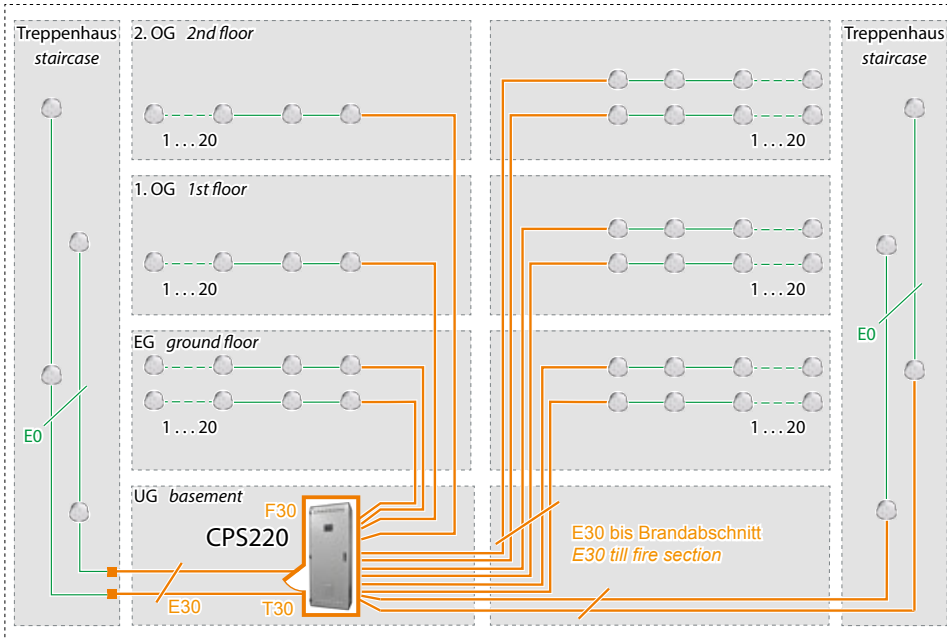 Treppenhaus
staircase
2. OG 2nd floor
1 . . . 20
1 . . . 20
Treppenhaus
staircase
1. OG 1st floor
1 . . . 20
1 . . . 20
EG ground floor
1 . . . 20
1 . . . 20
E0
E0
UG basement
F30
CPS220
E30
T30
E30 bis Brandabschnitt
E30 till fire section